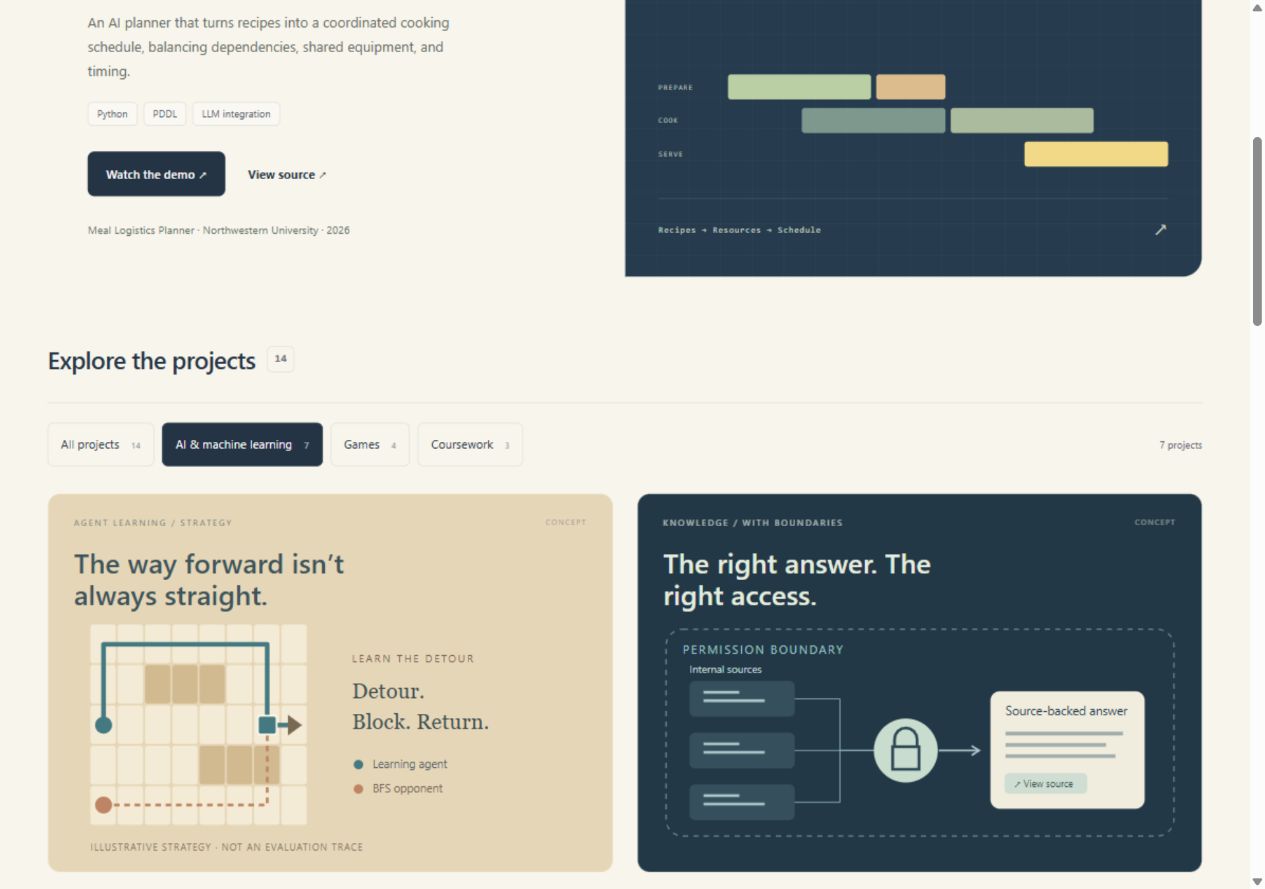 An AI planner that turns recipes into a coordinated cooking
schedule, balancing dependencies, shared equipment, and
timing.
Python PDDL LLM integration
Watch the demo ↗ View source ↗
Meal Logistics Planner · Northwestern University · 2026
PREPARE
COOK
SERVE
Recipes → Resources → Schedule ↗
Explore the projects 14
All projects 14 AI & machine learning 7 Games 4 Coursework 3 7 projects
AGENT LEARNING / STRATEGY CONCEPT
The way forward isn’t
always straight.
LEARN THE DETOUR
Detour.
Block. Return.
Learning agent
BFS opponent
ILLUSTRATIVE STRATEGY · NOT AN EVALUATION TRACE
KNOWLEDGE / WITH BOUNDARIES CONCEPT
The right answer. The
right access.
PERMISSION BOUNDARY
Internal sources
Source-backed answer
↗ View source